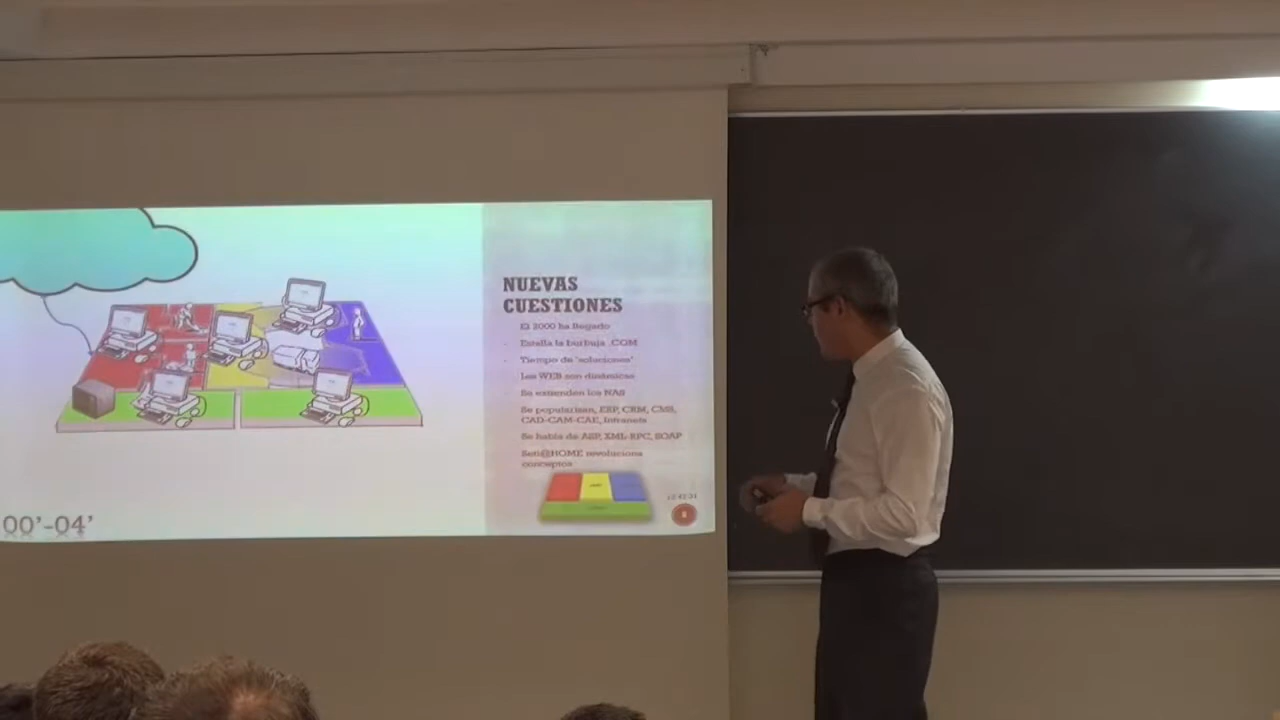 NUEVAS
CUESTIONES
El 2000 ha llegado
Estalla la burbuja .COM
Tiempo de "soluciones"
Las WEB son dinámicas
Se extienden los NAS
Se popularizan, ERP, CRM, CMS,
CAD-CAM-CAE, Intranets
Se habla de ASP, XML-RPC, SOAP
Seti@HOME revoluciona
conceptos
00'-04'